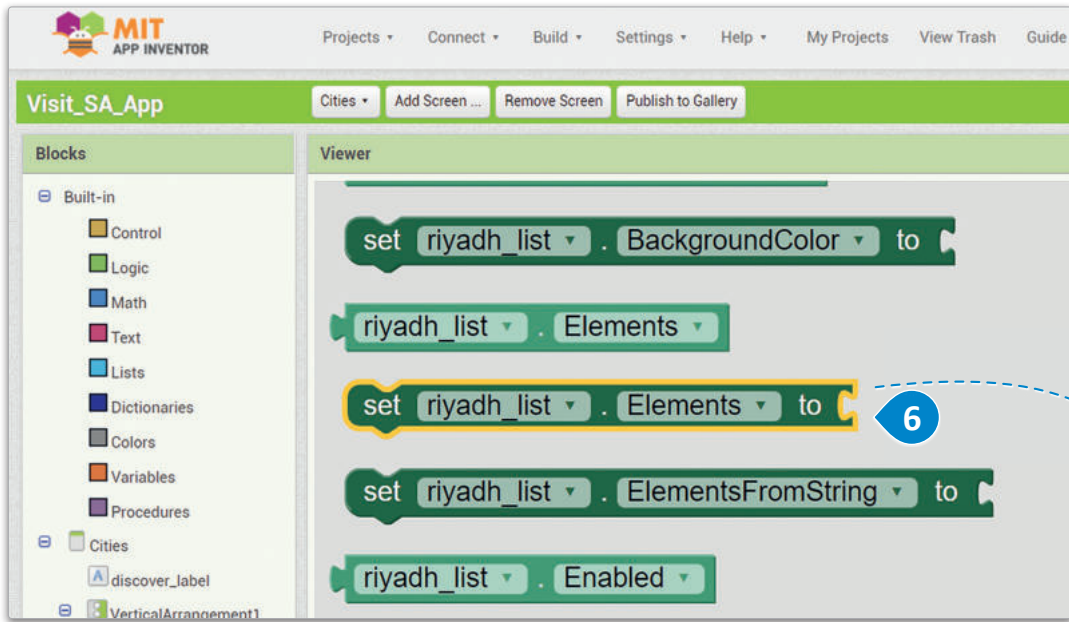 MIT
APP INVENTOR
Projects Connect Build Settings Help My Projects View Trash Guide
Visit_SA_App
Cities Add Screen ... Remove Screen Publish to Gallery
Blocks
Viewer
Built-in
Control
Logic
Math
Text
Lists
Dictionaries
Colors
Variables
Procedures
Cities
A discover_label
VerticalArrangement1
set riyadh_list . BackgroundColor to
riyadh_list . Elements
set riyadh_list . Elements to
6
set riyadh_list . ElementsFromString to
riyadh_list . Enabled